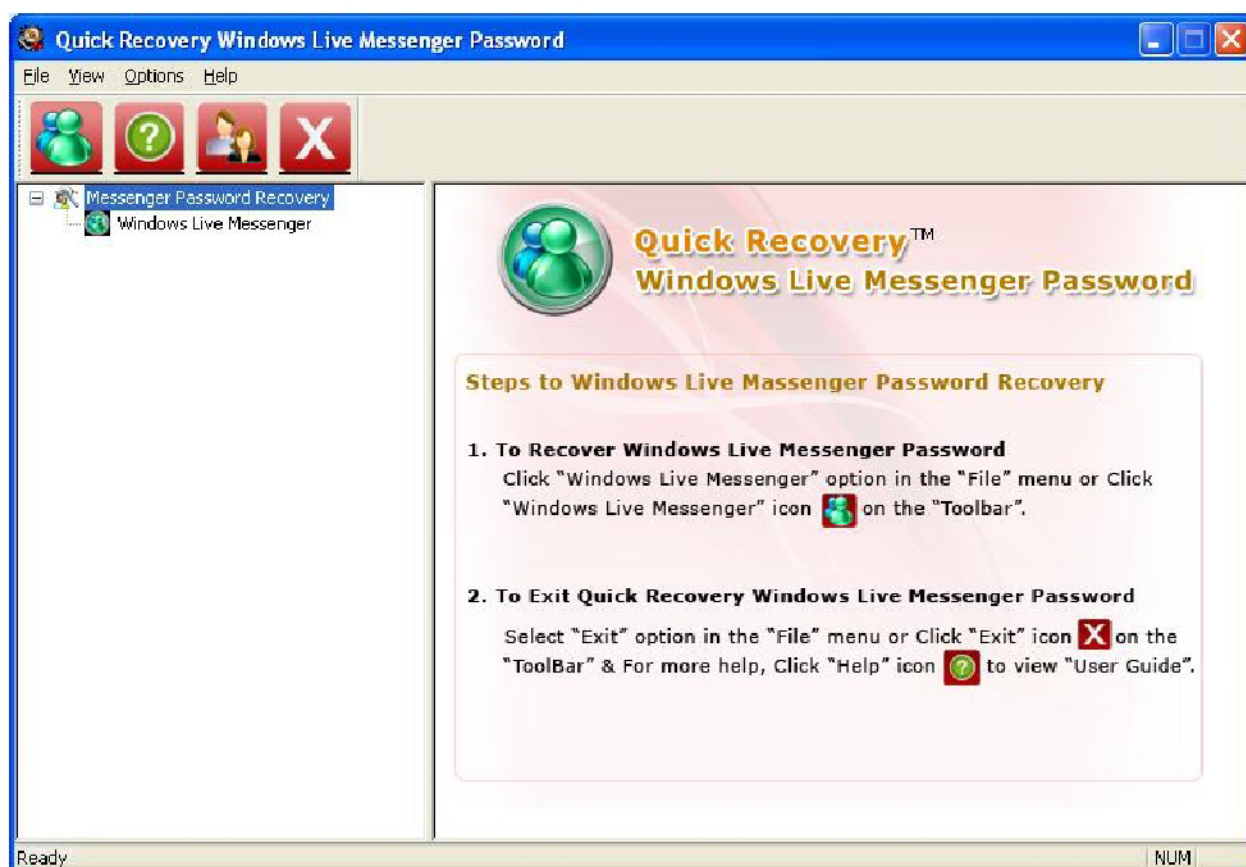 Quick Recovery Windows Live Messenger Password
File View Options Help
Messenger Password Recovery
Windows Live Messenger
Quick Recovery™
Windows Live Messenger Password
Steps to Windows Live Massenger Password Recovery
1. To Recover Windows Live Messenger Password
Click “Windows Live Messenger” option in the “File” menu or Click
“Windows Live Messenger” icon on the “Toolbar”.
2. To Exit Quick Recovery Windows Live Messenger Password
Select “Exit” option in the “File” menu or Click “Exit” icon X on the
“ToolBar” & For more help, Click “Help” icon ? to view “User Guide”.
Ready NUM